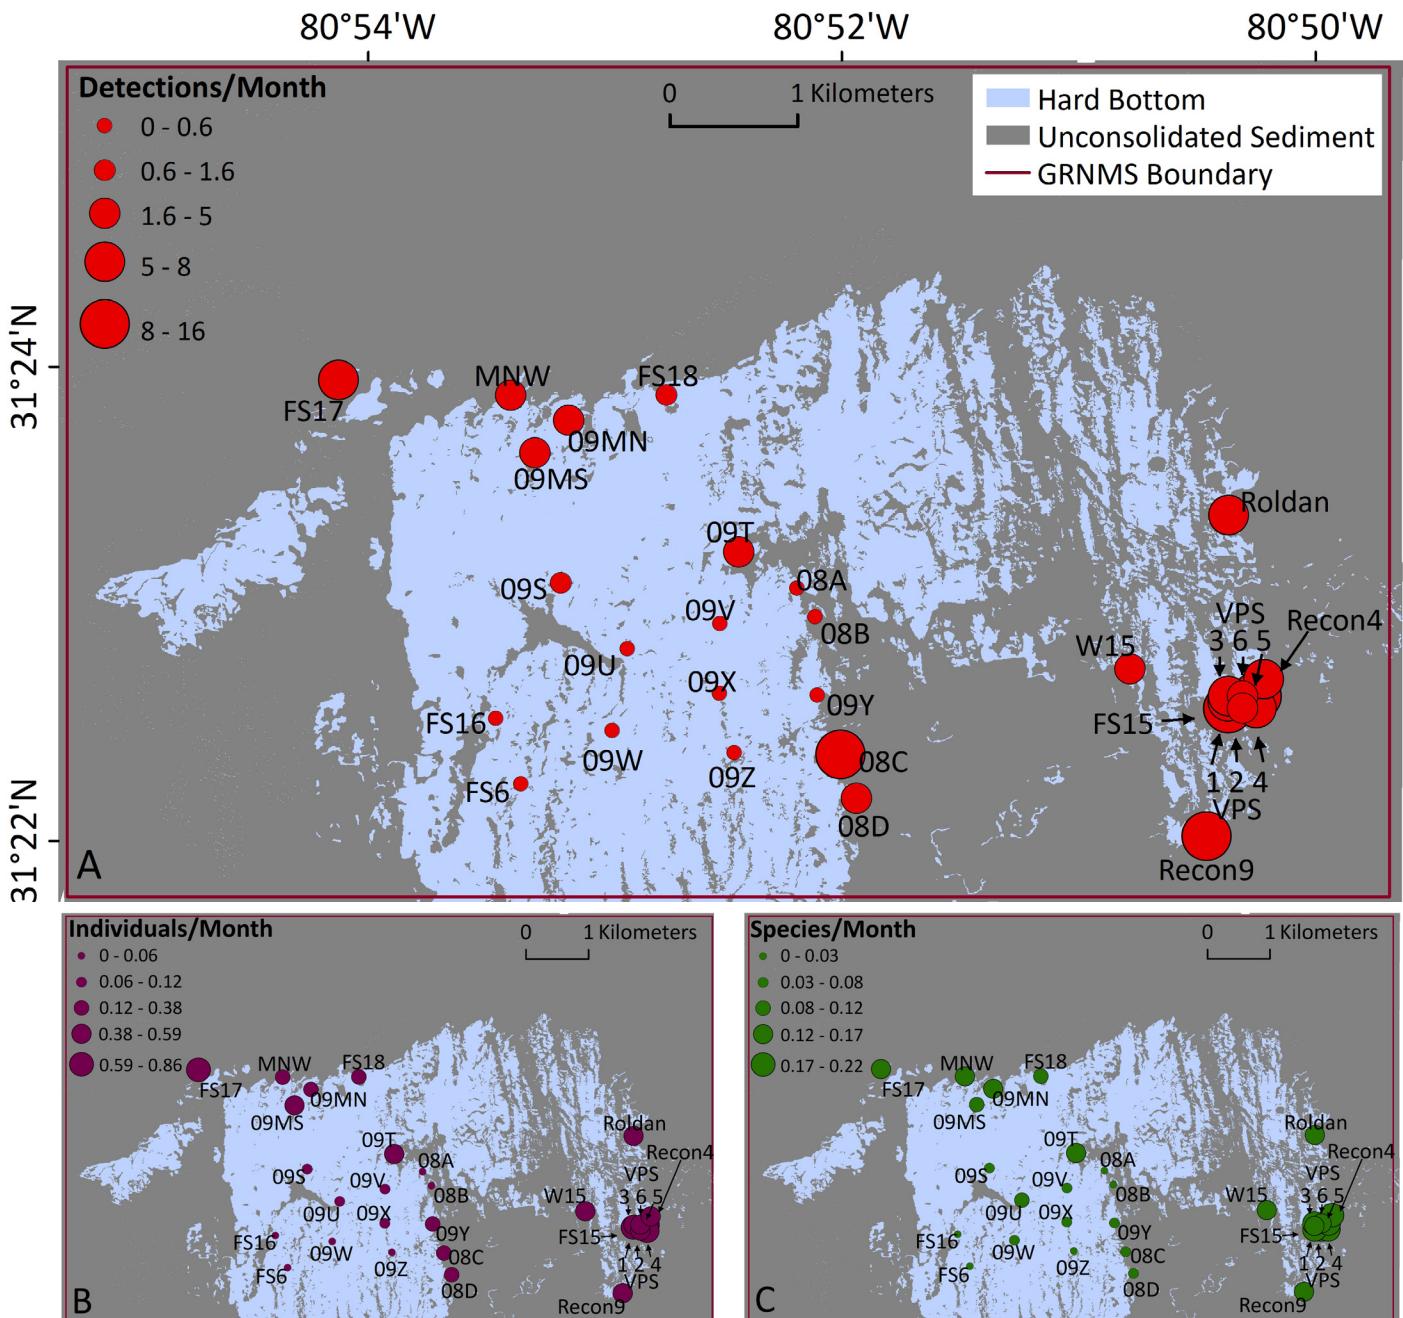 80°54'W 80°52'W 80°50'W
Detections/Month
0 - 0.6
0.6 - 1.6
1.6 - 5
5 - 8
8 - 16
0 1 Kilometers
Hard Bottom
Unconsolidated Sediment
GRNMS Boundary
31°24'N
31°22'N
MNW
FS18
FS17
09MN
09MS
Roldan
09T
08A
09S
09V
08B
VPS
Recon4
3 6 5
W15
09U
09X
09Y
FS16
FS15
09W
08C
09Z
FS6
1 2 4
VPS
08D
Recon9
A
Individuals/Month
0 - 0.06
0.06 - 0.12
0.12 - 0.38
0.38 - 0.59
0.59 - 0.86
0 1 Kilometers
MNW
FS18
FS17
09MN
09MS
Roldan
09T
Recon4
08A
09S
09V
VPS
08B
W15
3 6 5
09U
09X
09Y
FS15
FS16
09W
08C
09Z
1 2 4
FS6
VPS
08D
Recon9
B
Species/Month
0 - 0.03
0.03 - 0.08
0.08 - 0.12
0.12 - 0.17
0.17 - 0.22
0 1 Kilometers
MNW
FS18
FS17
09MN
09MS
Roldan
09T
Recon4
08A
09S
09V
VPS
08B
W15
3 6 5
09U
09X
09Y
FS15
FS16
09W
08C
09Z
1 2 4
FS6
VPS
08D
Recon9
C